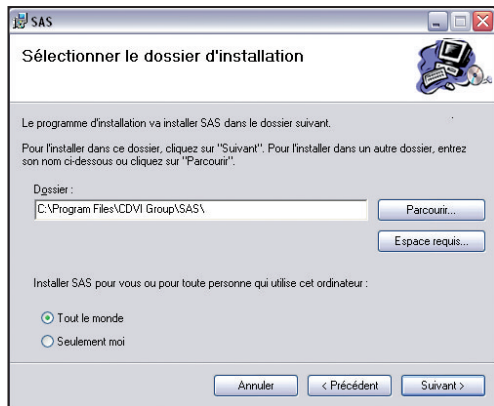 SAS
Sélectionner le dossier d'installation
Le programme d'installation va installer SAS dans le dossier suivant.
Pour l'installer dans ce dossier, cliquez sur "Suivant". Pour l'installer dans un autre dossier, entrez
son nom ci-dessous ou cliquez sur "Parcourir".
Dossier :
C:\Program Files\CDVI Group\SAS\
Parcourir...
Espace requis...
Installer SAS pour vous ou pour toute personne qui utilise cet ordinateur :
Tout le monde
Seulement moi
Annuler
< Précédent
Suivant >